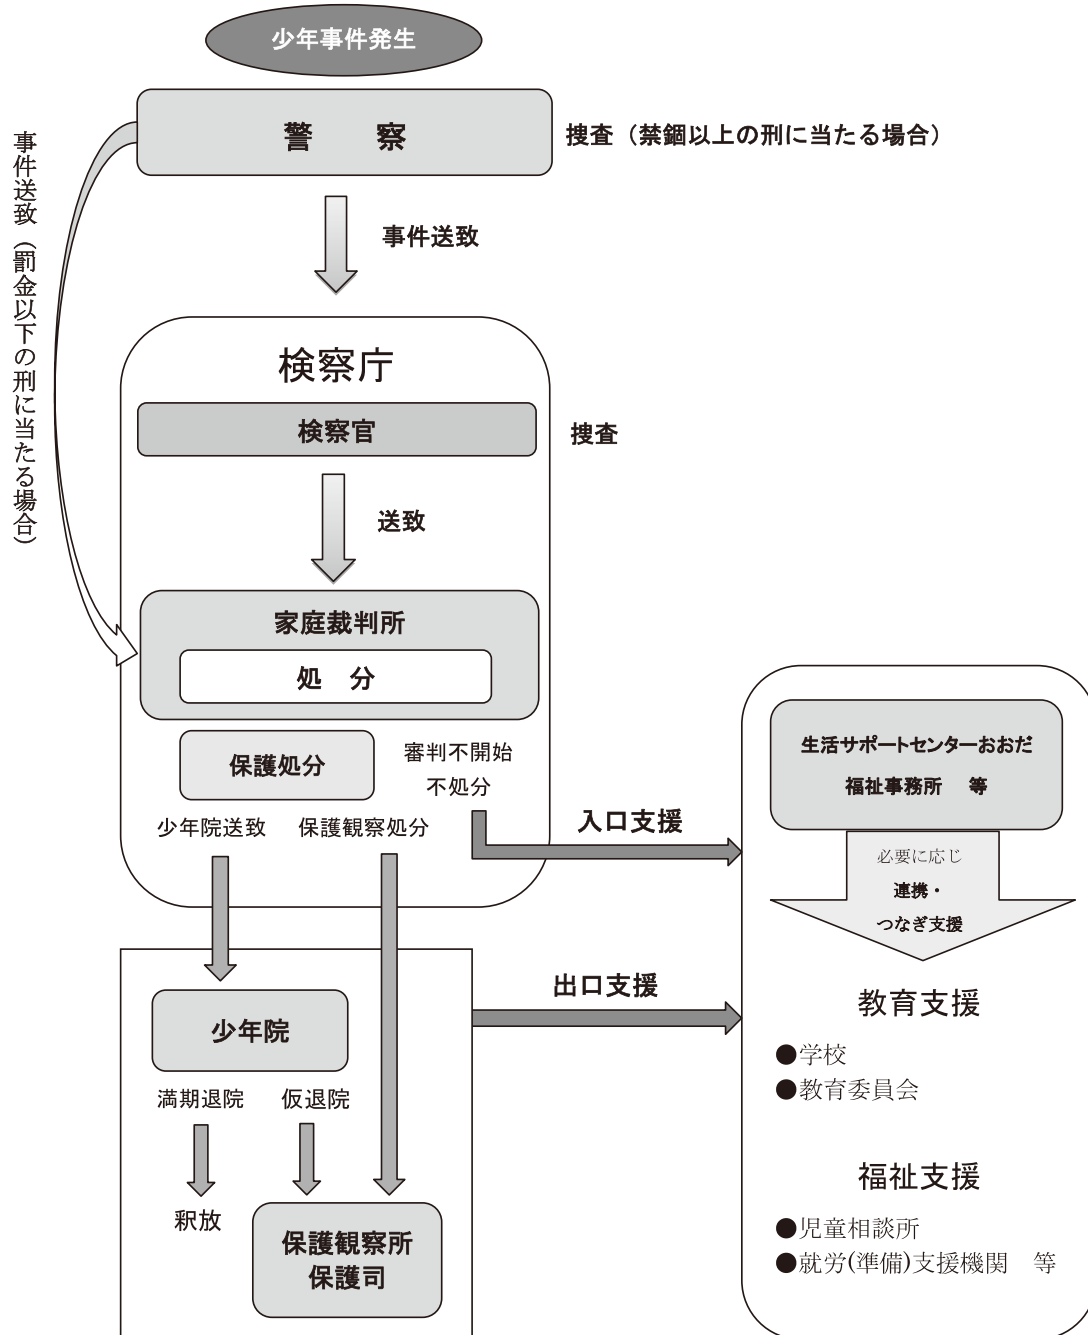 少年事件発生
警　察
捜査（禁錮以上の刑に当たる場合）
事件送致（罰金以下の刑に当たる場合）
事件送致
検察庁
検察官
捜査
送致
家庭裁判所
処　分
保護処分
審判不開始
不処分
少年院送致
保護観察処分
入口支援
生活サポートセンターおおだ
福祉事務所　等
必要に応じ
連携・
つなぎ支援
出口支援
少年院
満期退院
仮退院
釈放
保護観察所
保護司
教育支援
●学校
●教育委員会
福祉支援
●児童相談所
●就労(準備)支援機関　等